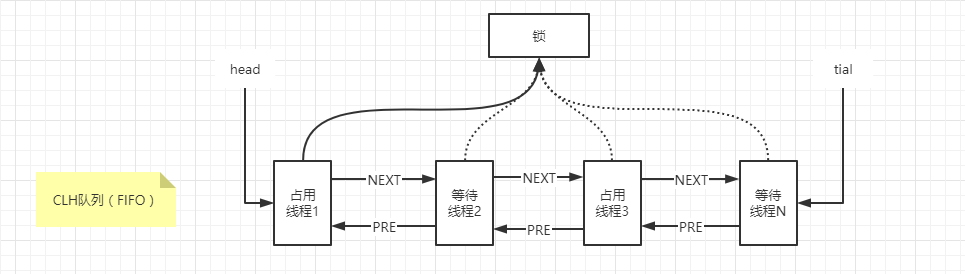 锁
head
tial
NEXT
NEXT
NEXT
占用
线程1
等待
线程2
占用
线程3
等待
线程N
CLH队列（FIFO）
PRE
PRE
PRE